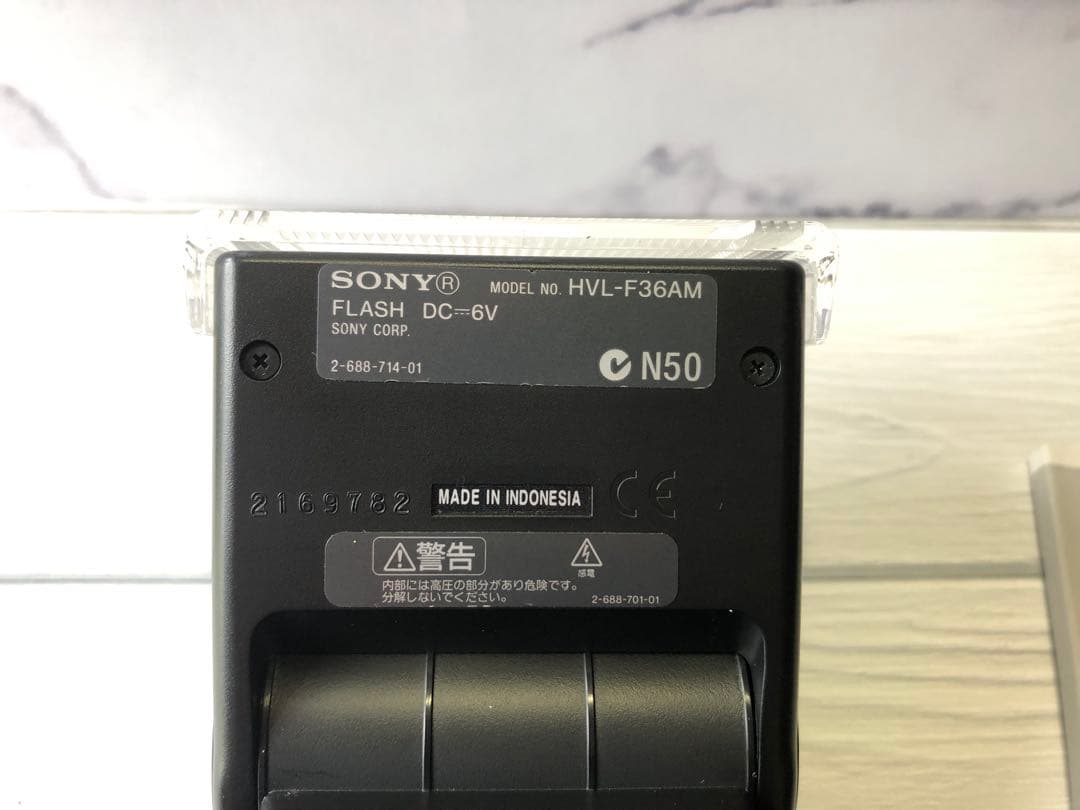 SONY® MODEL NO. HVL-F36AM
FLASH DC⎓6V
SONY CORP.
2-688-714-01 N50
2169782 MADE IN INDONESIA CE
⚠警告
感電
内部には高圧の部分があり危険です。
分解しないでください。 2-688-701-01